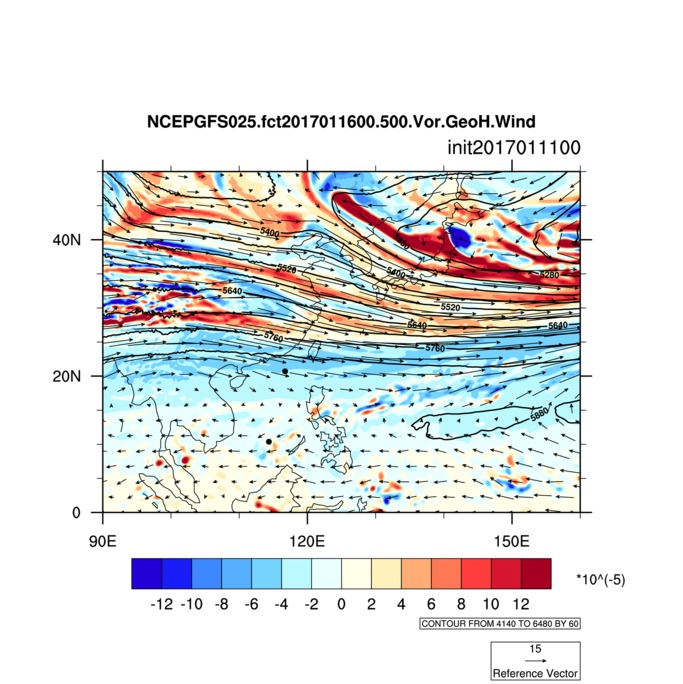 NCEPGFS025.fct2017011600.500.Vor.GeoH.Wind
init2017011100
40N
20N
0
90E 120E 150E
5400
5520
5640
5760
5400
5280
5520
5640
5640
5760
5880
-12 -10 -8 -6 -4 -2 0 2 4 6 8 10 12
*10^(-5)
CONTOUR FROM 4140 TO 6480 BY 60
15
Reference Vector